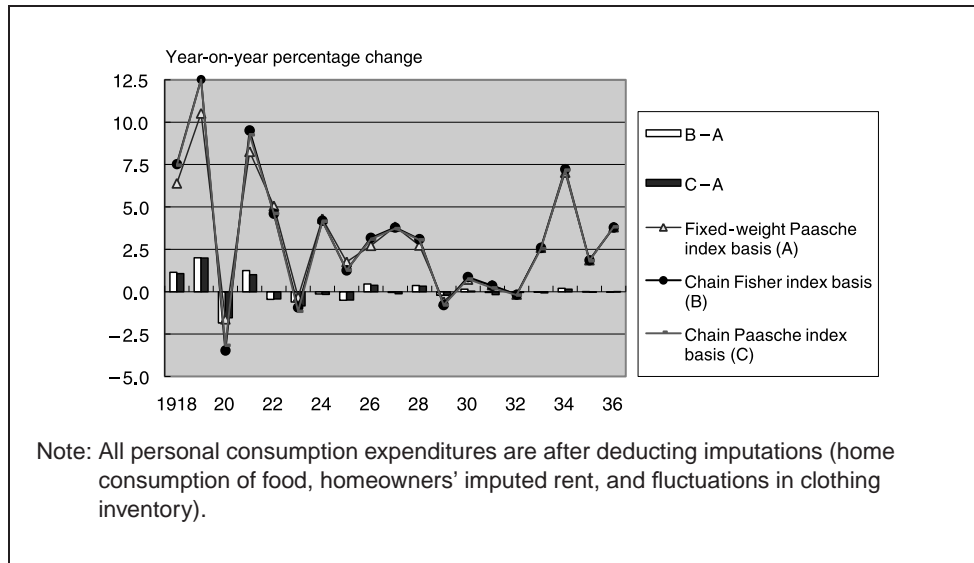 Year-on-year percentage change
12.5
10.0
7.5
5.0
2.5
0.0
−2.5
−5.0
1918 20 22 24 26 28 30 32 34 36
B−A
C−A
Fixed-weight Paasche
index basis (A)
Chain Fisher index basis
(B)
Chain Paasche index
basis (C)
Note: All personal consumption expenditures are after deducting imputations (home
consumption of food, homeowners’ imputed rent, and fluctuations in clothing
inventory).